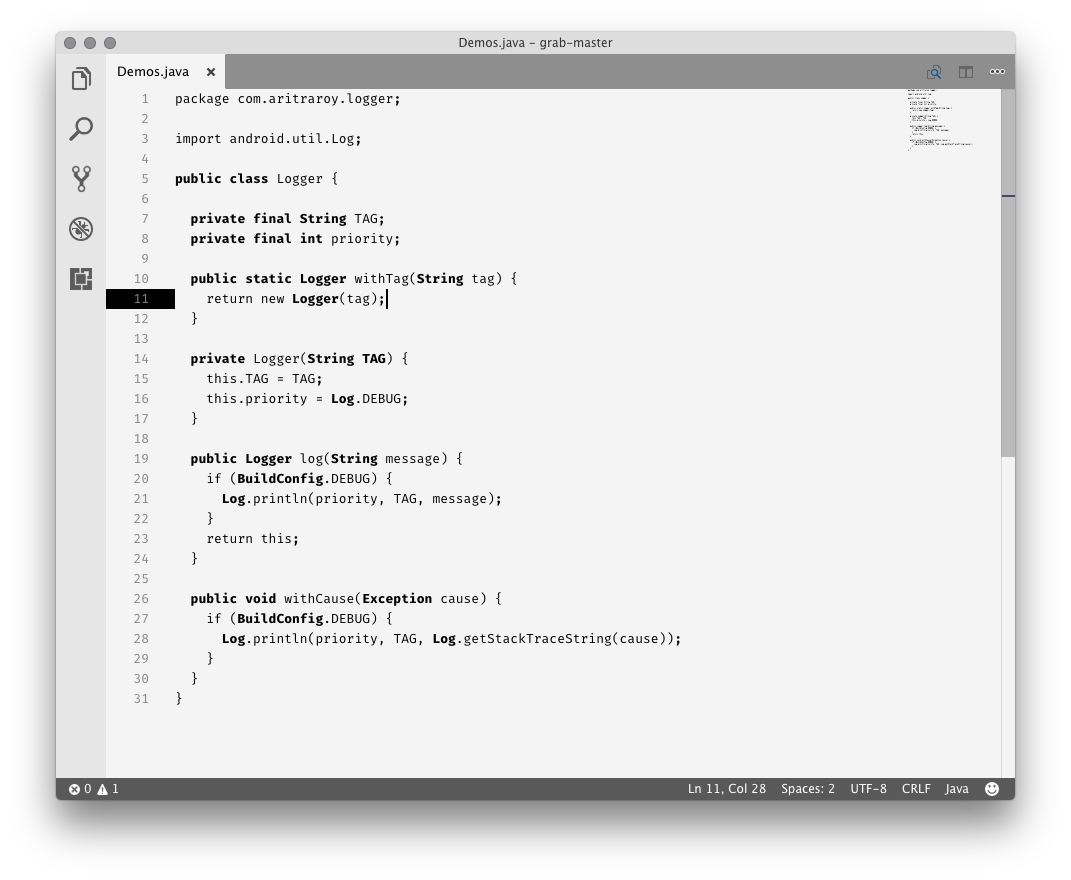 Demos.java – grab-master
Demos.java
1 package com.aritraroy.logger;
2
3 import android.util.Log;
4
5 public class Logger {
6
7 private final String TAG;
8 private final int priority;
9
10 public static Logger withTag(String tag) {
11 return new Logger(tag);
12 }
13
14 private Logger(String TAG) {
15 this.TAG = TAG;
16 this.priority = Log.DEBUG;
17 }
18
19 public Logger log(String message) {
20 if (BuildConfig.DEBUG) {
21 Log.println(priority, TAG, message);
22 }
23 return this;
24 }
25
26 public void withCause(Exception cause) {
27 if (BuildConfig.DEBUG) {
28 Log.println(priority, TAG, Log.getStackTraceString(cause));
29 }
30 }
31 }
0 1 Ln 11, Col 28 Spaces: 2 UTF-8 CRLF Java